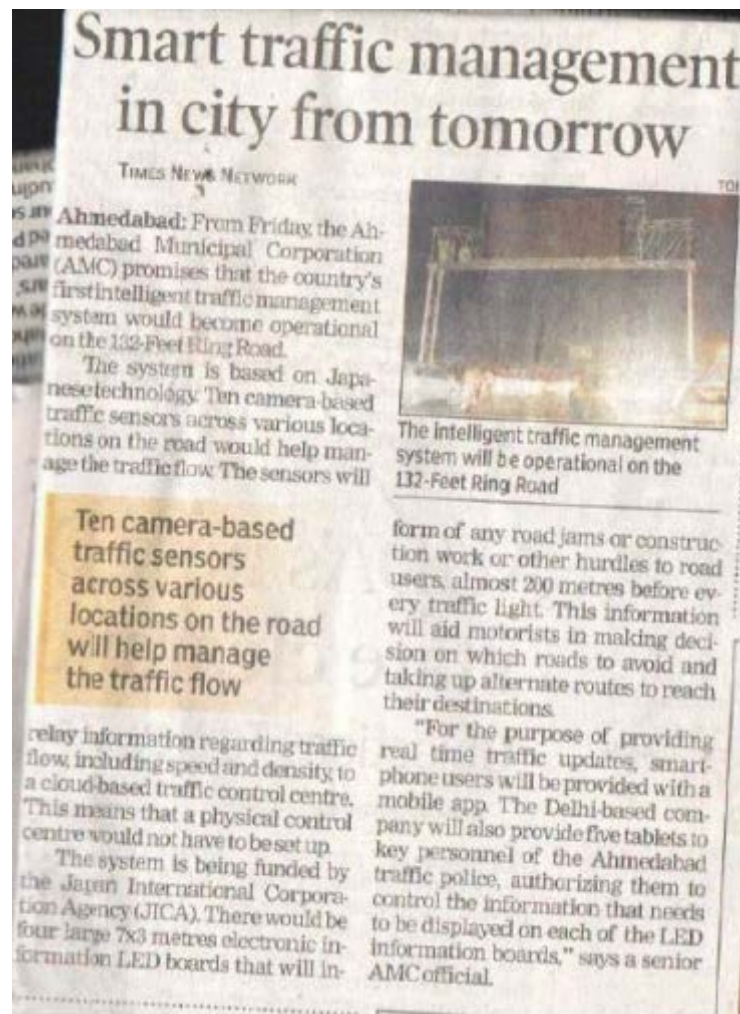 Smart traffic management
in city from tomorrow
TIMES NEWS NETWORK
Ahmedabad: From Friday, the Ah-
medabad Municipal Corporation
(AMC) promises that the country's
first intelligent traffic management
system would become operational
on the 132-Feet Ring Road.
The system is based on Japa-
nese technology. Ten camera-based
traffic sensors across various loca-
tions on the road would help man-
age the traffic flow. The sensors will
Ten camera-based
traffic sensors
across various
locations on the road
will help manage
the traffic flow
relay information regarding traffic
flow, including speed and density, to
a cloud-based traffic control centre.
This means that a physical control
centre would not have to be set up.
The system is being funded by
the Japan International Corpora-
tion Agency (JICA). There would be
four large 7x3 metres electronic in-
formation LED boards that will in-
The intelligent traffic management
system will be operational on the
132-Feet Ring Road
form of any road jams or construc-
tion work or other hurdles to road
users, almost 200 metres before ev-
ery traffic light. This information
will aid motorists in making deci-
sion on which roads to avoid and
taking up alternate routes to reach
their destinations.
"For the purpose of providing
real time traffic updates, smart-
phone users will be provided with a
mobile app. The Delhi-based com-
pany will also provide five tablets to
key personnel of the Ahmedabad
traffic police, authorizing them to
control the information that needs
to be displayed on each of the LED
information boards," says a senior
AMC official.